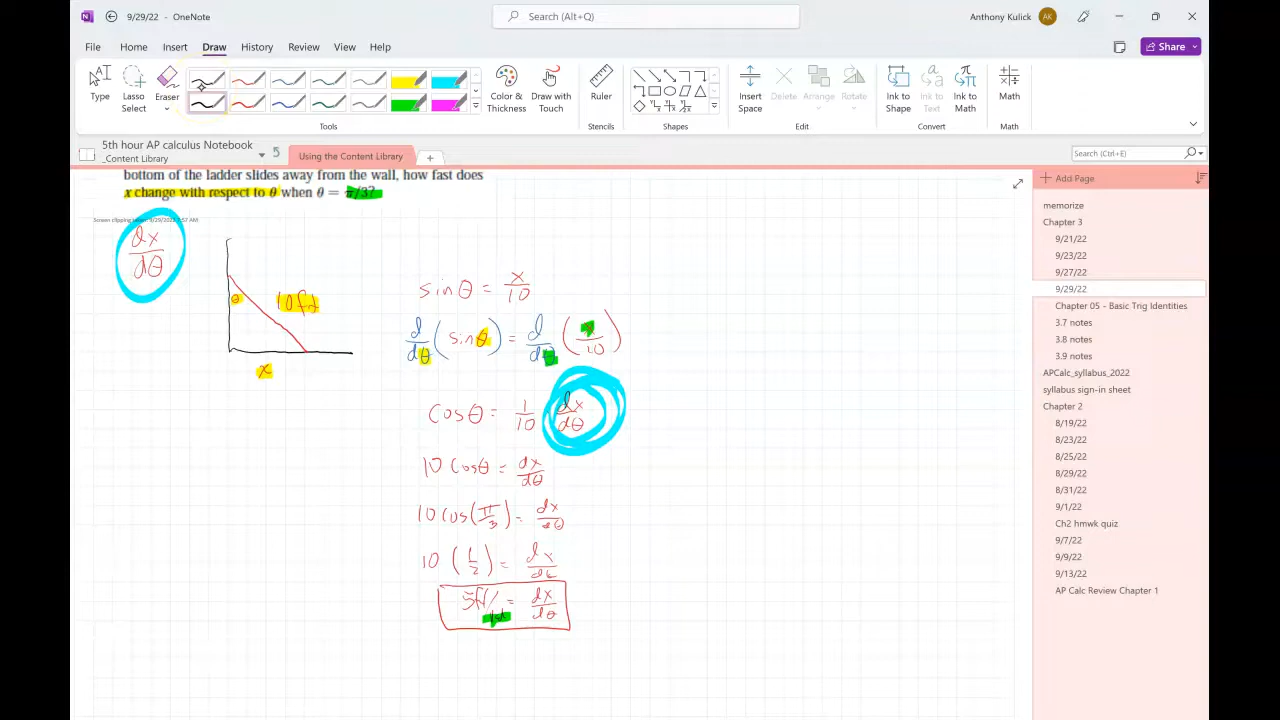 9/29/22 - OneNote
Search (Alt+Q)
Anthony Kulick
AK
File Home Insert Draw History Review View Help
Share
Type
Lasso Select
Eraser
Color & Thickness
Draw with Touch
Ruler
Insert Space
Delete
Arrange
Rotate
Ink to Shape
Ink to Text
Ink to Math
Math
Tools
Stencils
Shapes
Edit
Convert
Math
5th hour AP calculus Notebook
_Content Library
Using the Content Library
Search (Ctrl+E)
bottom of the ladder slides away from the wall, how fast does
x change with respect to θ when θ = π/3?
dx/dθ
θ
10ft
x
sinθ = x/10
d/dθ (sinθ) = d/dθ (x/10)
cosθ = 1/10 dx/dθ
10 cosθ = dx/dθ
10 cos(π/3) = dx/dθ
10 (1/2) = dx/dt
5ft/ = dx/dθ
Add Page
memorize
Chapter 3
9/21/22
9/23/22
9/27/22
9/29/22
Chapter 05 - Basic Trig Identities
3.7 notes
3.8 notes
3.9 notes
APCalc_syllabus_2022
syllabus sign-in sheet
Chapter 2
8/19/22
8/23/22
8/25/22
8/29/22
8/31/22
9/1/22
Ch2 hmwk quiz
9/7/22
9/9/22
9/13/22
AP Calc Review Chapter 1